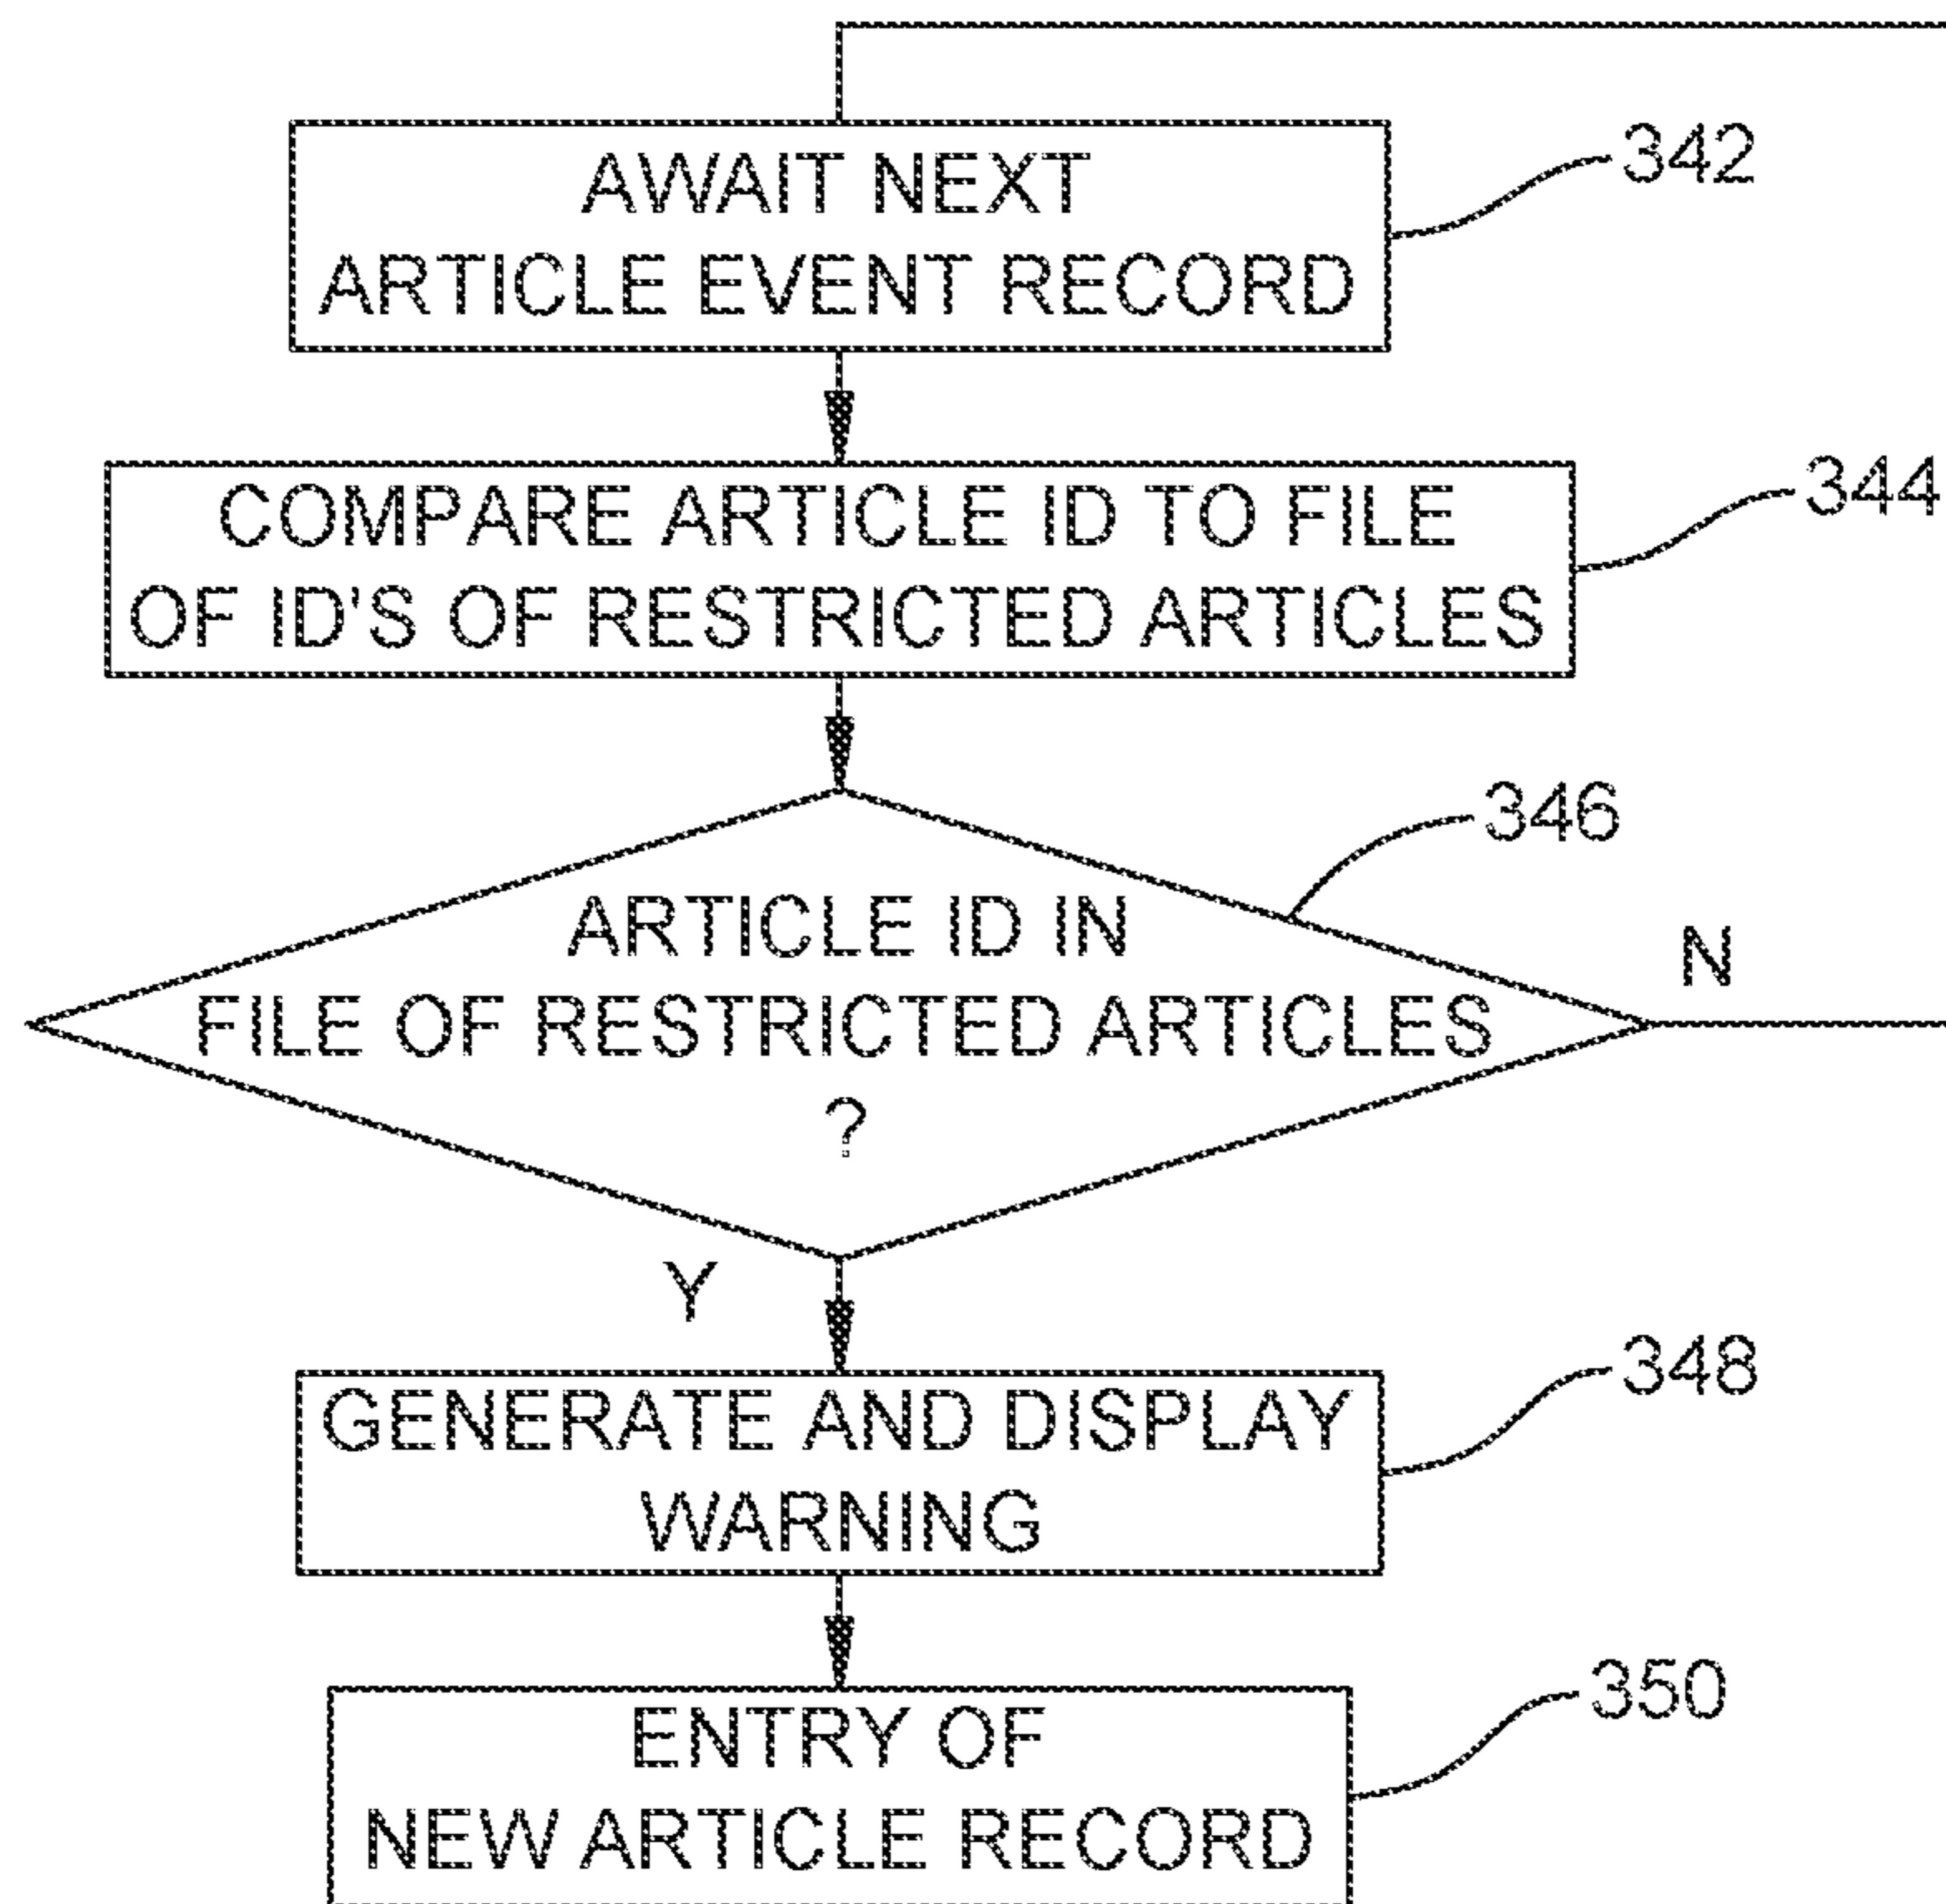 AWAIT NEXT
ARTICLE EVENT RECORD
342
COMPARE ARTICLE ID TO FILE
OF ID'S OF RESTRICTED ARTICLES
344
346
ARTICLE ID IN
FILE OF RESTRICTED ARTICLES
?
N
Y
GENERATE AND DISPLAY
WARNING
348
ENTRY OF
NEW ARTICLE RECORD
350